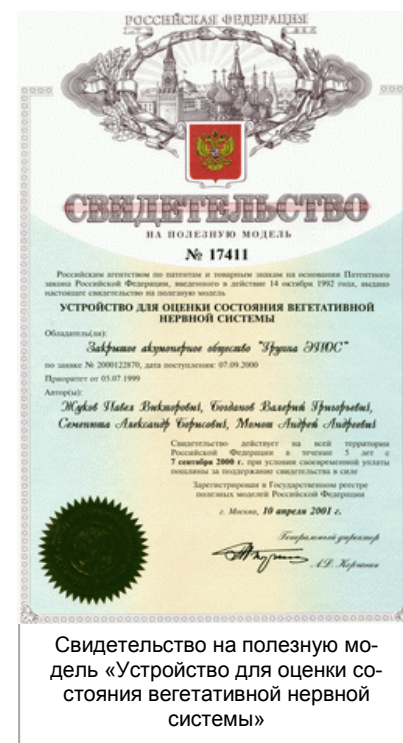 РОССИЙСКАЯ ФЕДЕРАЦИЯ
СВИДЕТЕЛЬСТВО
НА ПОЛЕЗНУЮ МОДЕЛЬ
№ 17411
Российским агентством по патентам и товарным знакам на основании Патентного
закона Российской Федерации, введенного в действие 14 октября 1992 года, выдано
настоящее свидетельство на полезную модель
УСТРОЙСТВО ДЛЯ ОЦЕНКИ СОСТОЯНИЯ ВЕГЕТАТИВНОЙ
НЕРВНОЙ СИСТЕМЫ
Обладатель(ли):
Закрытое акционерное общество "Группа ЭПОС"
по заявке № 2000122870, дата поступления: 07.09.2000
Приоритет от 05.07.1999
Автор(ы):
Жуков Павел Викторович, Богданов Валерий Григорьевич,
Семенюта Александр Борисович, Момот Андрей Андреевич
Свидетельство действует на всей территории
Российской Федерации в течение 5 лет с
7 сентября 2000 г. при условии своевременной уплаты
пошлины за поддержание свидетельства в силе
Зарегистрирован в Государственном реестре
полезных моделей Российской Федерации
г. Москва, 10 апреля 2001 г.
Генеральный директор
А.Д. Корчагин
Свидетельство на полезную мо-
дель «Устройство для оценки со-
стояния вегетативной нервной
системы»